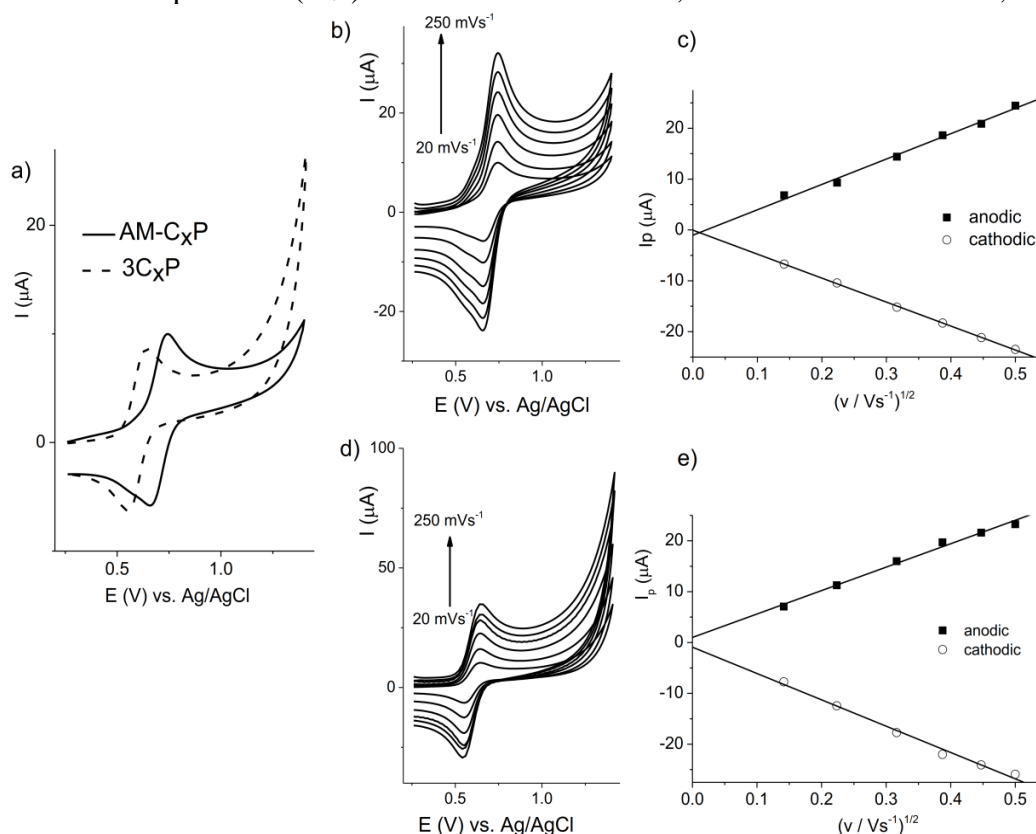 a)
I (µA)
20
0
AM-CxP
3CxP
0.5
1.0
E (V) vs. Ag/AgCl
b)
I (µA)
250 mVs-1
20 mVs-1
20
0
-20
0.5
1.0
E (V) vs. Ag/AgCl
c)
Ip (µA)
20
10
0
-10
-20
anodic
cathodic
0.0 0.1 0.2 0.3 0.4 0.5
(v / Vs-1)1/2
d)
I (µA)
100
50
0
250 mVs-1
20 mVs-1
0.5
1.0
E (V) vs. Ag/AgCl
e)
Ip (µA)
20
10
0
-10
-20
anodic
cathodic
0.0 0.1 0.2 0.3 0.4 0.5
(v / Vs-1)1/2